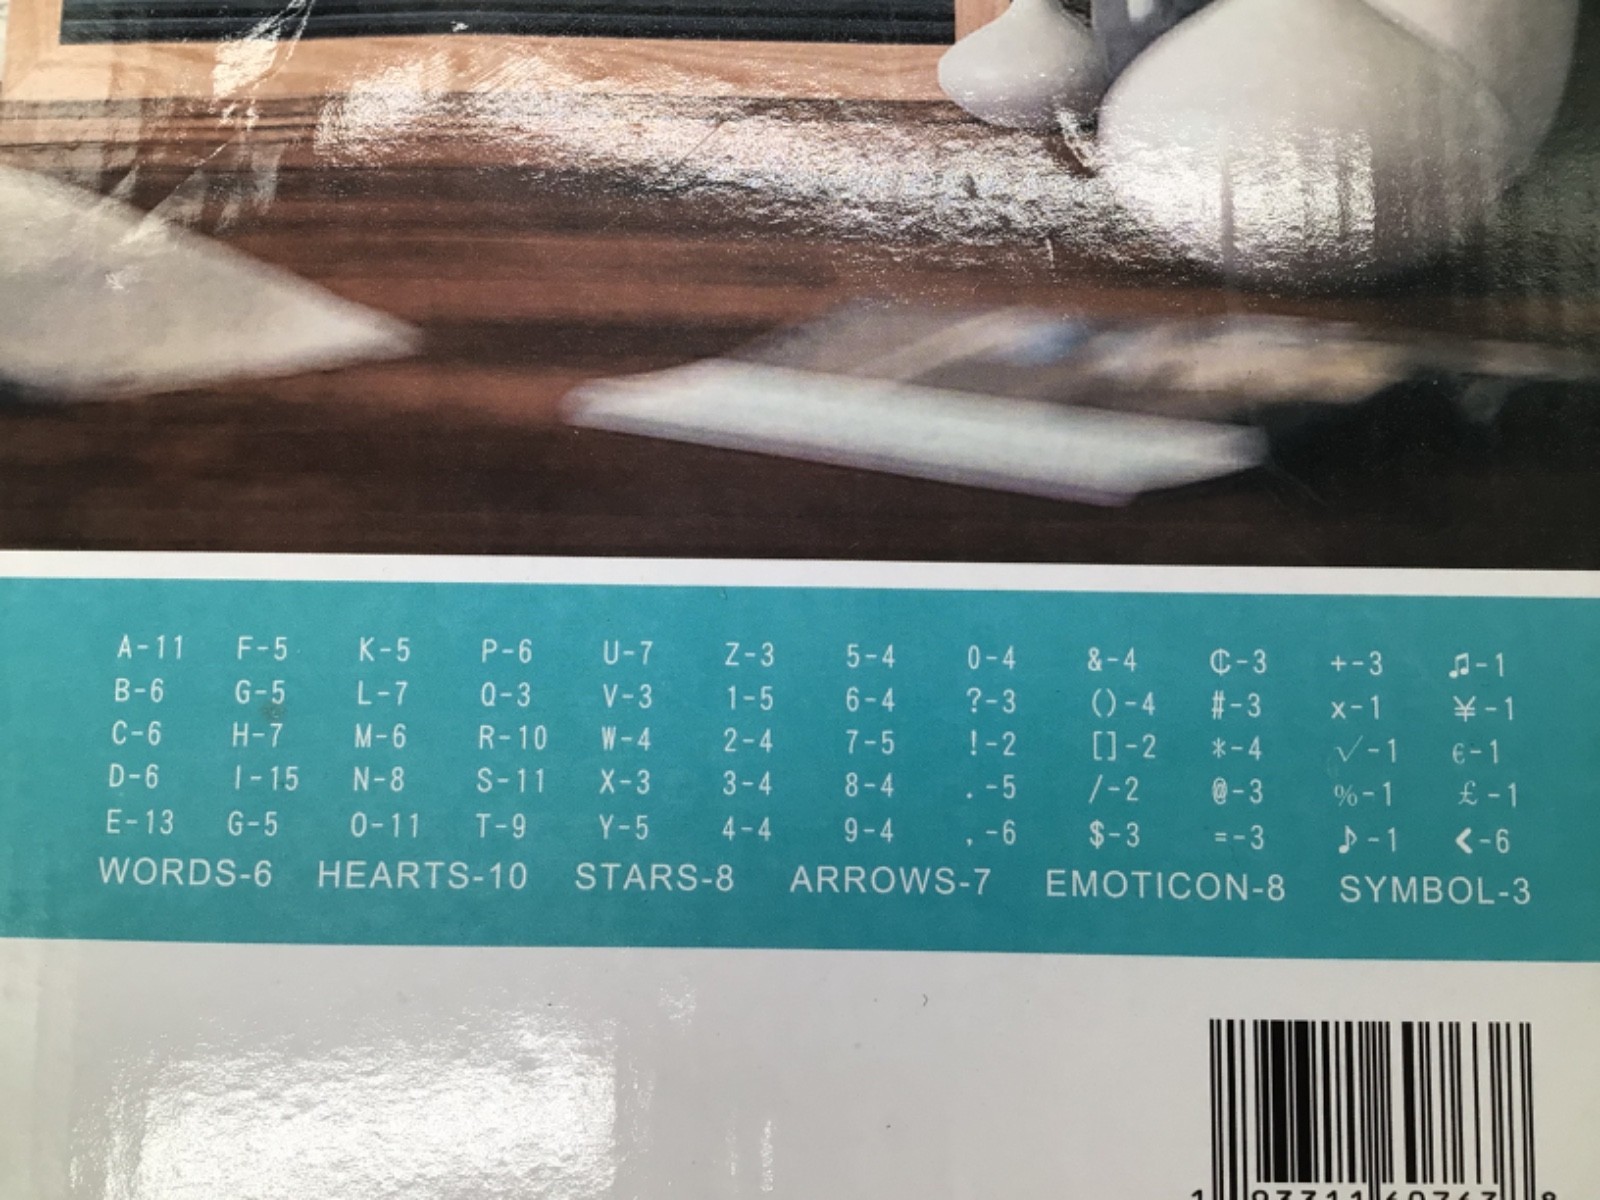 A-11 F-5 K-5 P-6 U-7 Z-3 5-4 0-4 &-4 ₵-3 +-3 ♫-1
B-6 G-5 L-7 Q-3 V-3 1-5 6-4 ?-3 ()-4 #-3 x-1 ¥-1
C-6 H-7 M-6 R-10 W-4 2-4 7-5 !-2 []-2 *-4 √-1 €-1
D-6 I-15 N-8 S-11 X-3 3-4 8-4 .-5 /-2 @-3 %-1 £-1
E-13 G-5 O-11 T-9 Y-5 4-4 9-4 ,-6 $-3 =-3 ♪-1 <-6
WORDS-6 HEARTS-10 STARS-8 ARROWS-7 EMOTICON-8 SYMBOL-3